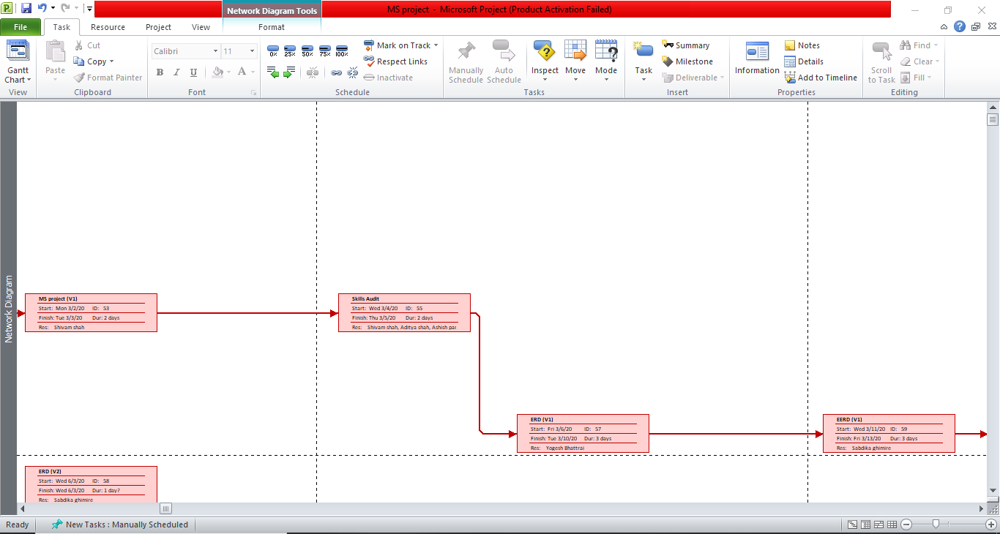 Network Diagram Tools
MS project - Microsoft Project (Product Activation Failed)
File Task Resource Project View Format
Cut
Copy
Format Painter
Paste
Gantt
Chart
View
Clipboard
Calibri 11
B I U A
Font
0% 25% 50% 75% 100%
Mark on Track
Respect Links
Inactivate
Schedule
Manually
Schedule
Auto
Schedule
Inspect
Move
Mode
Tasks
Task
Summary
Milestone
Deliverable
Insert
Information
Notes
Details
Add to Timeline
Properties
Scroll
to Task
Find
Clear
Fill
Editing
Network Diagram
MS project (V1)
Start: Mon 3/2/20 ID: 53
Finish: Tue 3/3/20 Dur: 2 days
Res: Shivam shah
Skills Audit
Start: Wed 3/4/20 ID: 55
Finish: Thu 3/5/20 Dur: 2 days
Res: Shivam shah, Aditya shah, Ashish par
ERD (V1)
Start: Fri 3/6/20 ID: 57
Finish: Tue 3/10/20 Dur: 3 days
Res: Yogesh Bhattrai
EERD (V1)
Start: Wed 3/11/20 ID: 59
Finish: Fri 3/13/20 Dur: 3 days
Res: Sabdika ghimire
ERD (V2)
Start: Wed 6/3/20 ID: 58
Finish: Wed 6/3/20 Dur: 1 day?
Res: Sabdika ghimire
Ready
New Tasks : Manually Scheduled